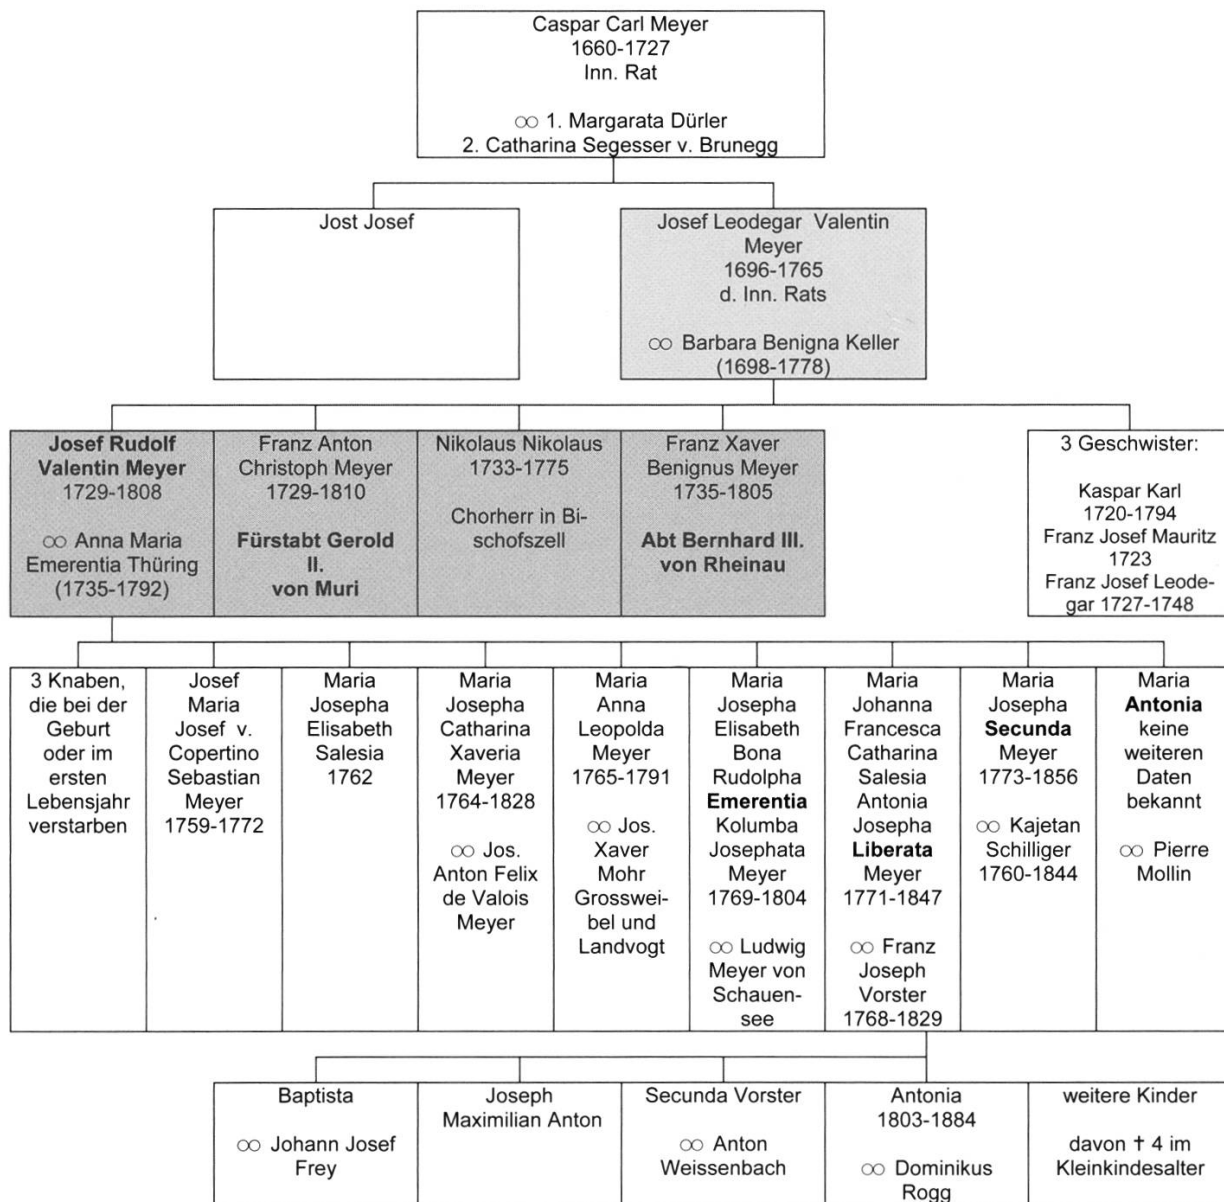 Caspar Carl Meyer
1660-1727
Inn. Rat
∞ 1. Margarata Dürler
2. Catharina Segesser v. Brunegg
Jost Josef
Josef Leodegar Valentin
Meyer
1696-1765
d. Inn. Rats
∞ Barbara Benigna Keller
(1698-1778)
Josef Rudolf
Valentin Meyer
1729-1808
∞ Anna Maria
Emerentia Thüring
(1735-1792)
Franz Anton
Christoph Meyer
1729-1810
Fürstabt Gerold
II.
von Muri
Nikolaus Nikolaus
1733-1775
Chorherr in Bi-
schofszell
Franz Xaver
Benignus Meyer
1735-1805
Abt Bernhard III.
von Rheinau
3 Geschwister:
Kaspar Karl
1720-1794
Franz Josef Mauritz
1723
Franz Josef Leode-
gar 1727-1748
3 Knaben,
die bei der
Geburt
oder im
ersten
Lebensjahr
verstarben
Josef
Maria
Josef v.
Copertino
Sebastian
Meyer
1759-1772
Maria
Josepha
Elisabeth
Salesia
1762
Maria
Josepha
Catharina
Xaveria
Meyer
1764-1828
∞ Jos.
Anton Felix
de Valois
Meyer
Maria
Anna
Leopolda
Meyer
1765-1791
∞ Jos.
Xaver
Mohr
Grosswei-
bel und
Landvogt
Maria
Josepha
Elisabeth
Bona
Rudolpha
Emerentia
Kolumba
Josephata
Meyer
1769-1804
∞ Ludwig
Meyer von
Schauen-
see
Maria
Johanna
Francesca
Catharina
Salesia
Antonia
Josepha
Liberata
Meyer
1771-1847
∞ Franz
Joseph
Vorster
1768-1829
Maria
Josepha
Secunda
Meyer
1773-1856
∞ Kajetan
Schilliger
1760-1844
Maria
Antonia
keine
weiteren
Daten
bekannt
∞ Pierre
Mollin
Baptista
∞ Johann Josef
Frey
Joseph
Maximilian Anton
Secunda Vorster
∞ Anton
Weissenbach
Antonia
1803-1884
∞ Dominikus
Rogg
weitere Kinder
davon † 4 im
Kleinkindesalter